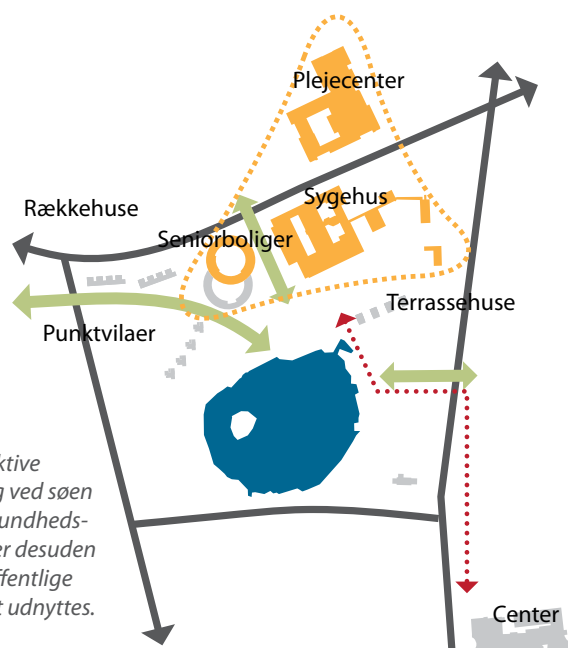 Plejecenter
Sygehus
Rækkehuse
Seniorboliger
Terrassehuse
Punktvilaer
ktive
g ved søen
undheds-
er desuden
ffentlige
t udnyttes.
Center